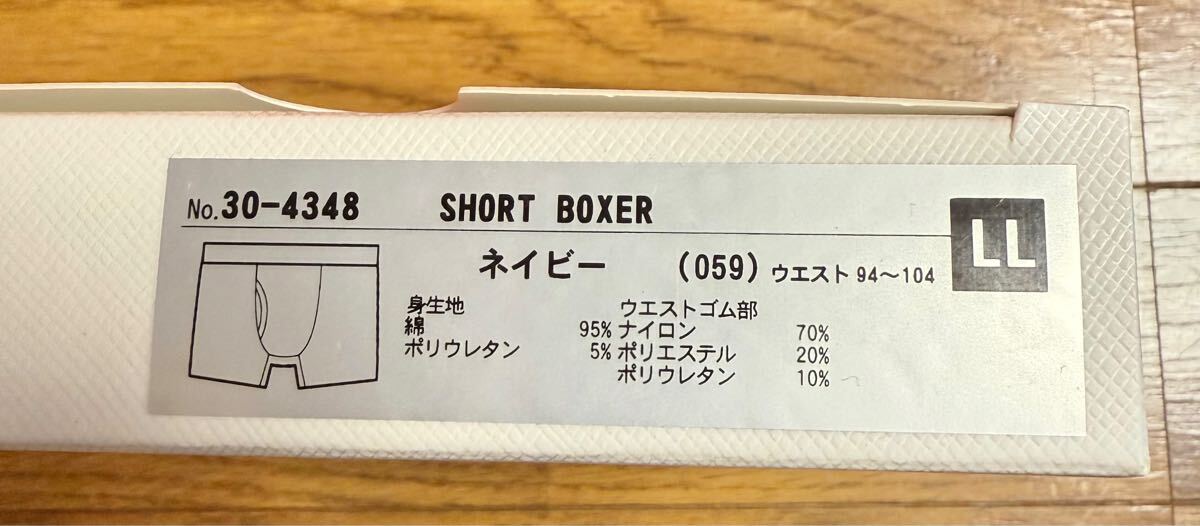 No.30-4348 SHORT BOXER
LL
ネイビー (059) ウエスト 94～104
身生地 ウエストゴム部
綿 95% ナイロン 70%
ポリウレタン 5% ポリエステル 20%
ポリウレタン 10%